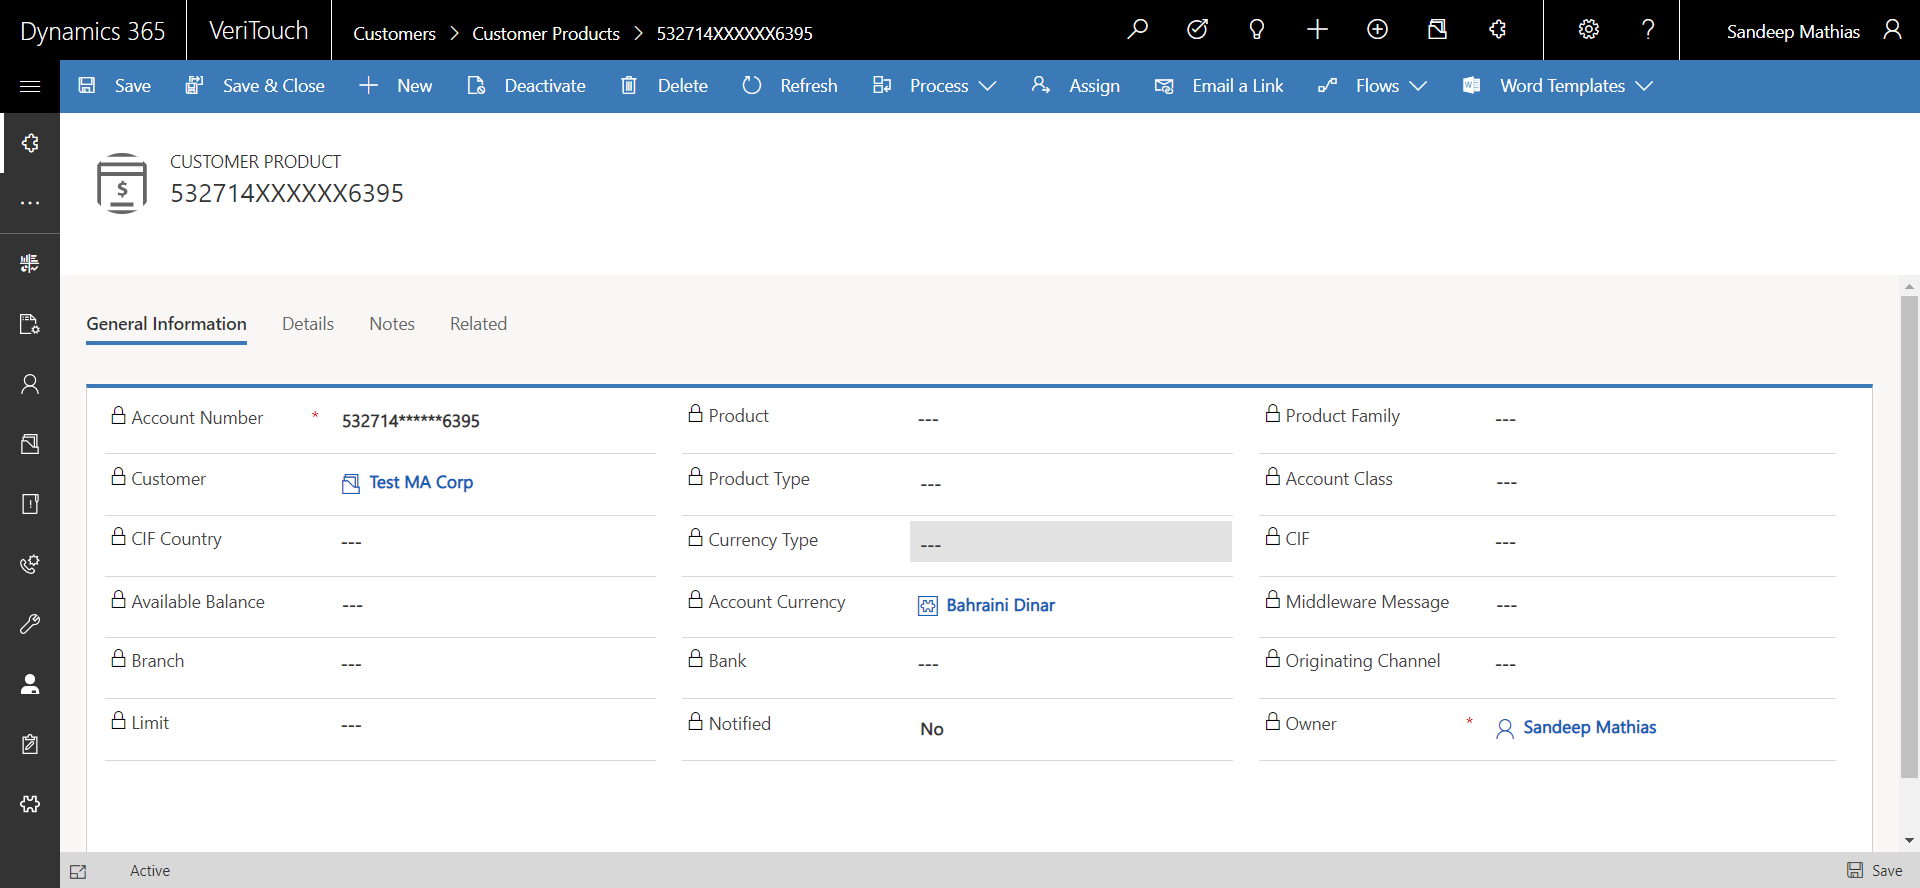 Dynamics 365 VeriTouch Customers > Customer Products > 532714XXXXXX6395 Sandeep Mathias
Save Save & Close New Deactivate Delete Refresh Process Assign Email a Link Flows Word Templates
CUSTOMER PRODUCT
532714XXXXXX6395
General Information Details Notes Related
Account Number * 532714******6395 Product --- Product Family ---
Customer Test MA Corp Product Type --- Account Class ---
CIF Country --- Currency Type --- CIF ---
Available Balance --- Account Currency Bahraini Dinar Middleware Message ---
Branch --- Bank --- Originating Channel ---
Limit --- Notified No Owner * Sandeep Mathias
Active Save